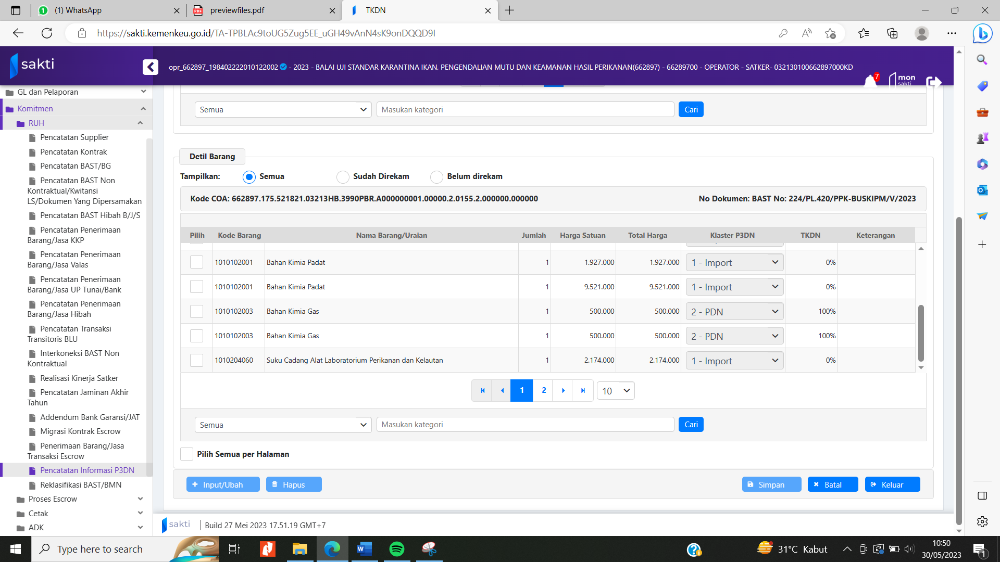 (1) WhatsApp
previewfiles.pdf
TKDN
https://sakti.kemenkeu.go.id/TA-TPBLAc9toUG5Zug5EE_uGH49vAnN4sK9onDQQD9I
sakti
opr_662897_198402222010122002 - 2023 - BALAI UJI STANDAR KARANTINA IKAN, PENGENDALIAN MUTU DAN KEAMANAN HASIL PERIKANAN(662897) - 66289700 - OPERATOR - SATKER- 032130100662897000KD
7
mon
sakti
GL dan Pelaporan
Komitmen
RUH
Pencatatan Supplier
Pencatatan Kontrak
Pencatatan BAST/BG
Pencatatan BAST Non
Kontraktual/Kwitansi
LS/Dokumen Yang Dipersamakan
Pencatatan BAST Hibah B/J/S
Pencatatan Penerimaan
Barang/Jasa KKP
Pencatatan Penerimaan
Barang/Jasa Valas
Pencatatan Penerimaan
Barang/Jasa UP Tunai/Bank
Pencatatan Penerimaan
Barang/Jasa Hibah
Pencatatan Transaksi
Transitoris BLU
Interkoneksi BAST Non
Kontraktual
Realisasi Kinerja Satker
Pencatatan Jaminan Akhir
Tahun
Addendum Bank Garansi/JAT
Migrasi Kontrak Escrow
Penerimaan Barang/Jasa
Transaksi Escrow
Pencatatan Informasi P3DN
Reklasifikasi BAST/BMN
Proses Escrow
Cetak
ADK
Semua
Masukan kategori
Cari
Detil Barang
Tampilkan: Semua Sudah Direkam Belum direkam
Kode COA: 662897.175.521821.03213HB.3990PBR.A000000001.00000.2.0155.2.000000.000000
No Dokumen: BAST No: 224/PL.420/PPK-BUSKIPM/V/2023
Pilih Kode Barang Nama Barang/Uraian Jumlah Harga Satuan Total Harga Klaster P3DN TKDN Keterangan
1010102001 Bahan Kimia Padat 1 1.927.000 1.927.000 1 - Import 0%
1010102001 Bahan Kimia Padat 1 9.521.000 9.521.000 1 - Import 0%
1010102003 Bahan Kimia Gas 1 500.000 500.000 2 - PDN 100%
1010102003 Bahan Kimia Gas 1 500.000 500.000 2 - PDN 100%
1010204060 Suku Cadang Alat Laboratorium Perikanan dan Kelautan 1 2.174.000 2.174.000 1 - Import 0%
1 2 10
Semua
Masukan kategori
Cari
Pilih Semua per Halaman
Input/Ubah
Hapus
Simpan
Batal
Keluar
sakti
Build 27 Mei 2023 17.51.19 GMT+7
Type here to search
31°C Kabut
10:50
30/05/2023
1